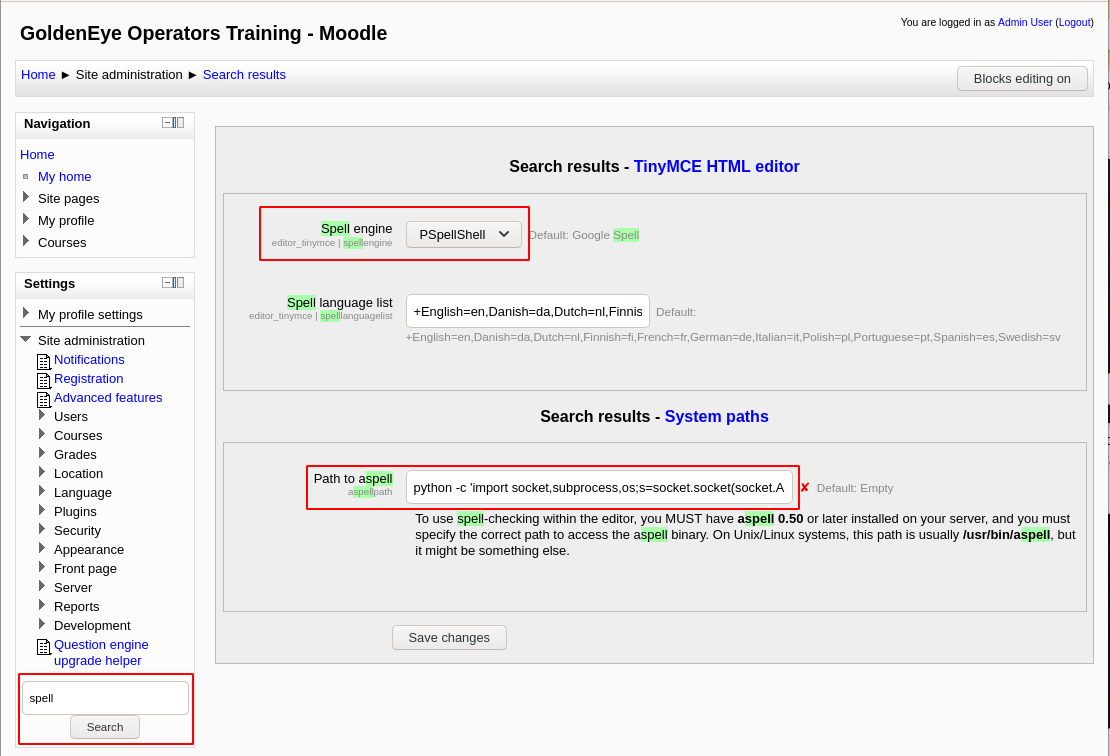 GoldenEye Operators Training - Moodle
You are logged in as Admin User (Logout)
Home ► Site administration ► Search results
Blocks editing on
Navigation
Home
My home
Site pages
My profile
Courses
Settings
My profile settings
Site administration
Notifications
Registration
Advanced features
Users
Courses
Grades
Location
Language
Plugins
Security
Appearance
Front page
Server
Reports
Development
Question engine
upgrade helper
spell
Search
Search results - TinyMCE HTML editor
Spell engine
editor_tinymce | spellengine
PSpellShell
Default: Google Spell
Spell language list
editor_tinymce | spelllanguagelist
+English=en,Danish=da,Dutch=nl,Finnis
Default:
+English=en,Danish=da,Dutch=nl,Finnish=fi,French=fr,German=de,Italian=it,Polish=pl,Portuguese=pt,Spanish=es,Swedish=sv
Search results - System paths
Path to aspell
aspellpath
python -c 'import socket,subprocess,os;s=socket.socket(socket.A
✘ Default: Empty
To use spell-checking within the editor, you MUST have aspell 0.50 or later installed on your server, and you must
specify the correct path to access the aspell binary. On Unix/Linux systems, this path is usually /usr/bin/aspell, but
it might be something else.
Save changes